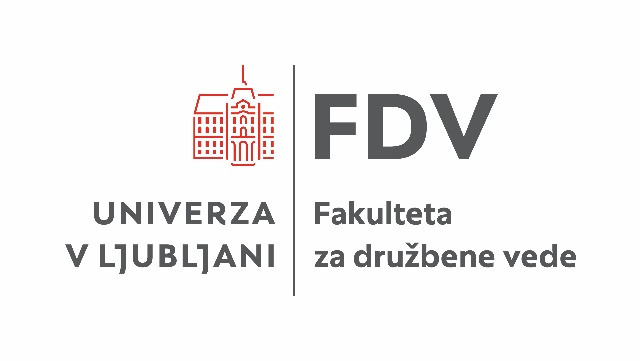 UNIVERZA
V LJUBLJANI
FDV
Fakulteta
za družbene vede